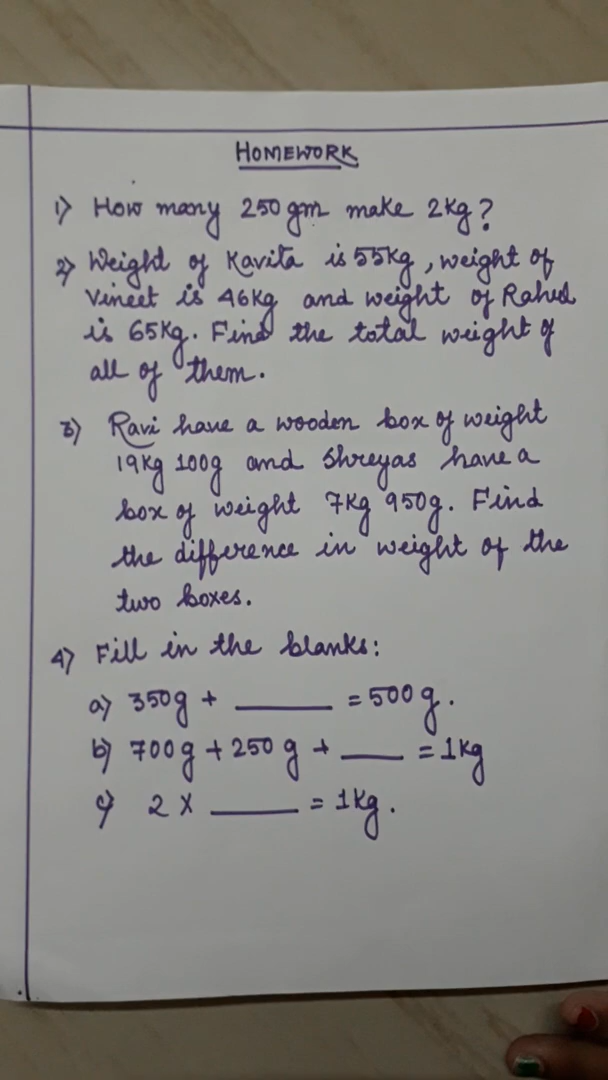 HOMEWORK
1) How many 250 gm make 2Kg?
2) Weight of Kavita is 55Kg, weight of
Vineet is 46Kg and weight of Rahul
is 65Kg. Find the total weight of
all of them.
3) Ravi have a wooden box of weight
19Kg 100g and Shreyas have a
box of weight 7Kg 950g. Find
the difference in weight of the
two boxes.
4) Fill in the blanks:
a) 350g + ______ = 500g.
b) 700g + 250g + ____ = 1Kg
c) 2 X ______ = 1Kg.